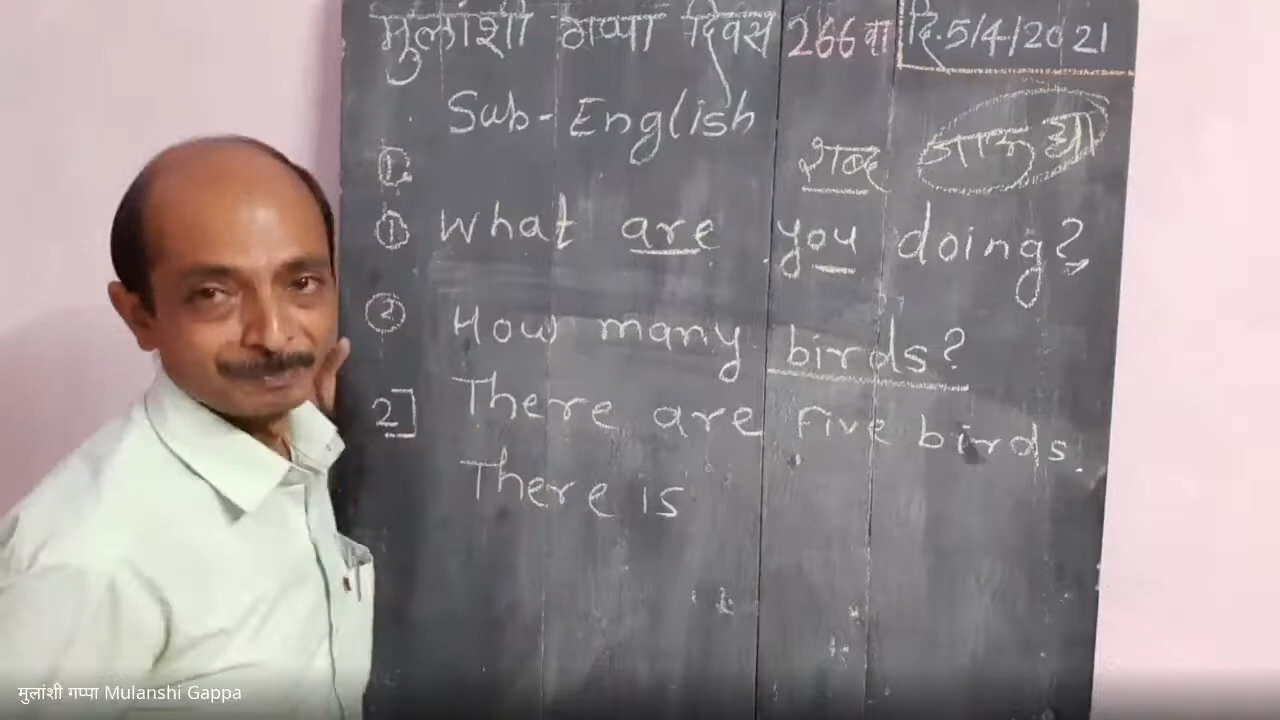 मुलांशी गप्पा दिवस 266वा दि.5/4/2021
Sub-English
1.
शब्द जाऊ द्या
① What are you doing?
② How many birds?
2] There are Five birds.
There is
मुलांशी गप्पा Mulanshi Gappa